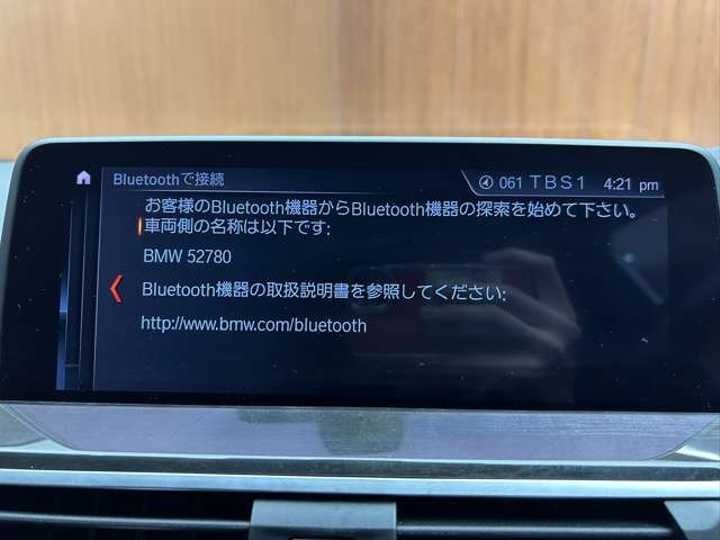 Bluetoothで接続
061 TBS1 4:21 pm
お客様のBluetooth機器からBluetooth機器の探索を始めて下さい。
車両側の名称は以下です:
BMW 52780
Bluetooth機器の取扱説明書を参照してください:
http://www.bmw.com/bluetooth